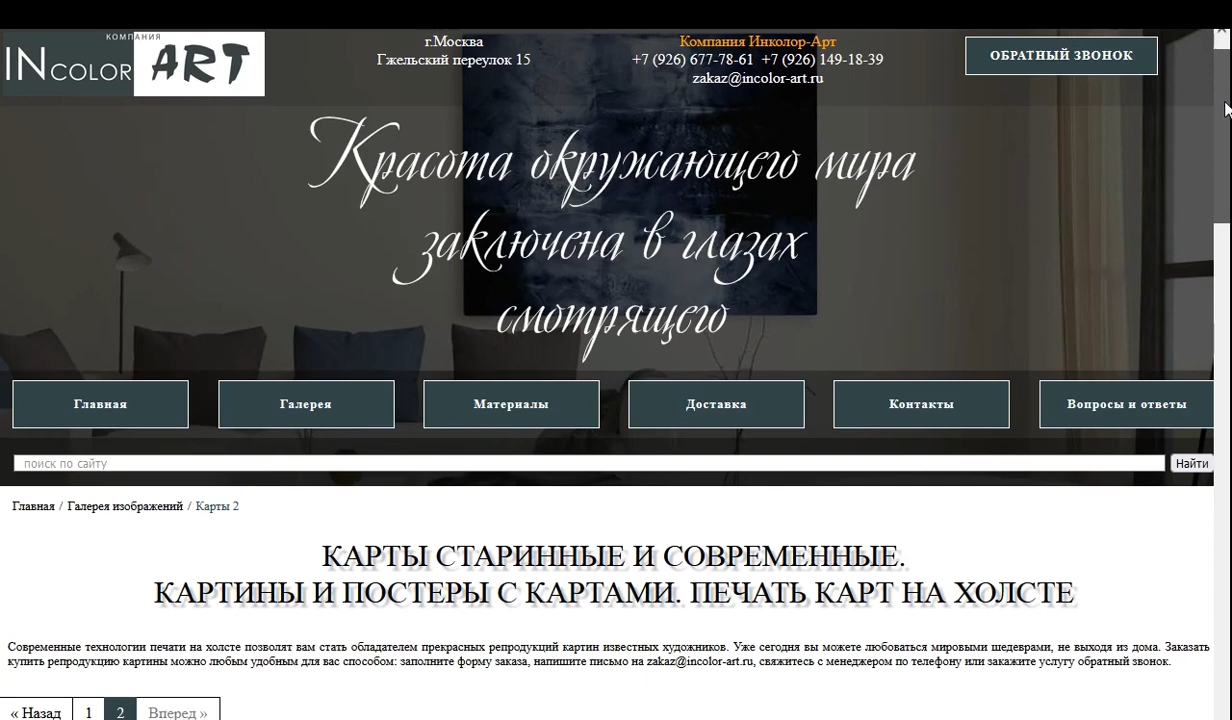 КОМПАНИЯ
INCOLOR ART
г.Москва
Гжельский переулок 15
Компания Инколор-Арт
+7 (926) 677-78-61 +7 (926) 149-18-39
zakaz@incolor-art.ru
ОБРАТНЫЙ ЗВОНОК
Красота окружающего мира
заключена в глазах
смотрящего
Главная
Галерея
Материалы
Доставка
Контакты
Вопросы и ответы
поиск по сайту
Найти
Главная / Галерея изображений / Карты 2
КАРТЫ СТАРИННЫЕ И СОВРЕМЕННЫЕ.
КАРТИНЫ И ПОСТЕРЫ С КАРТАМИ. ПЕЧАТЬ КАРТ НА ХОЛСТЕ
Современные технологии печати на холсте позволят вам стать обладателем прекрасных репродукций картин известных художников. Уже сегодня вы можете любоваться мировыми шедеврами, не выходя из дома. Заказать
купить репродукцию картины можно любым удобным для вас способом: заполните форму заказа, напишите письмо на zakaz@incolor-art.ru, свяжитесь с менеджером по телефону или закажите услугу обратный звонок.
« Назад 1 2 Вперед »